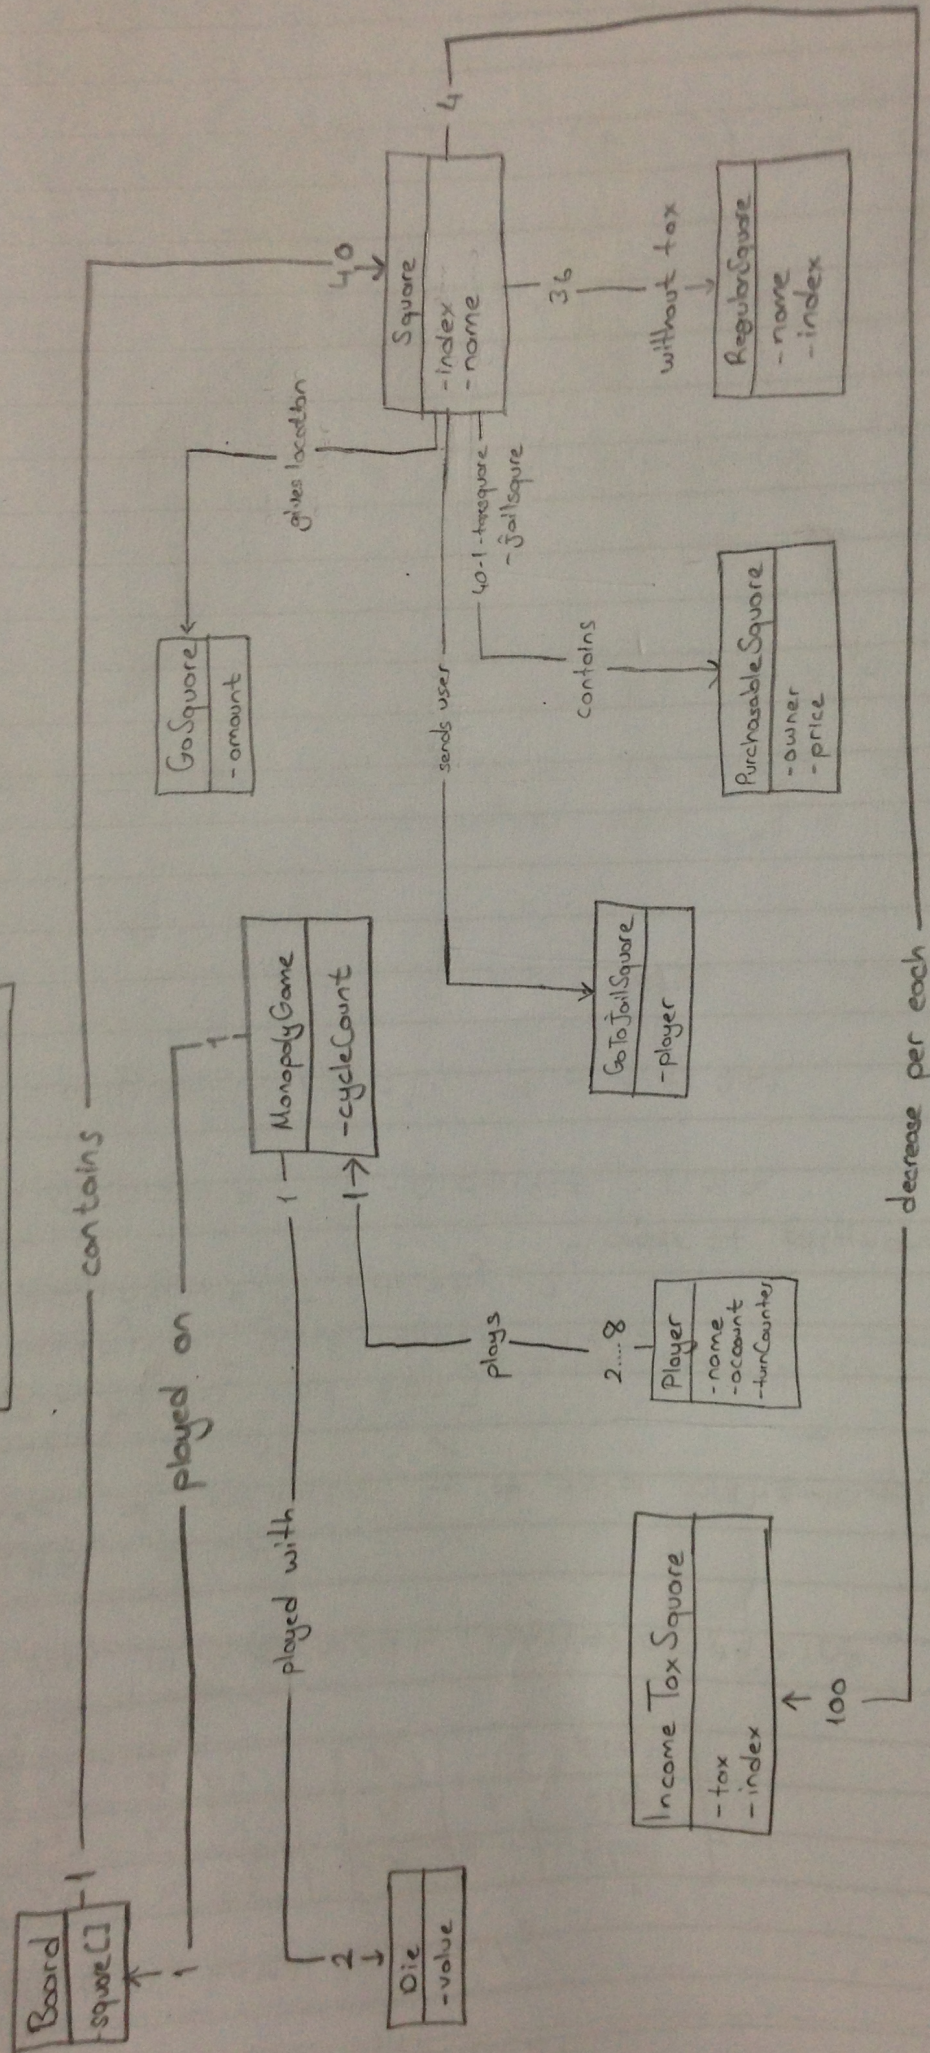 Board
-square[]
1
contains
40
1
played on
1
Square
-index
-name
4
GoSquare
-amount
gives location
MonopolyGame
-cycleCount
1
played with
2
Die
-value
1
plays
2....8
Player
-name
-account
-turnCounter
sends user
GoToJailSquare
-player
40-1-taxsquare
-jailsqure
contains
PurchasableSquare
-owner
-price
36
without tax
RegularSquare
-name
-index
Income Tax Square
-tax
-index
100
decrease per each